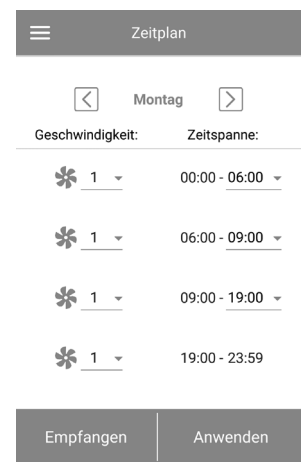 Zeitplan
Montag
Geschwindigkeit: Zeitspanne:
1 00:00 - 06:00
1 06:00 - 09:00
1 09:00 - 19:00
1 19:00 - 23:59
Empfangen Anwenden